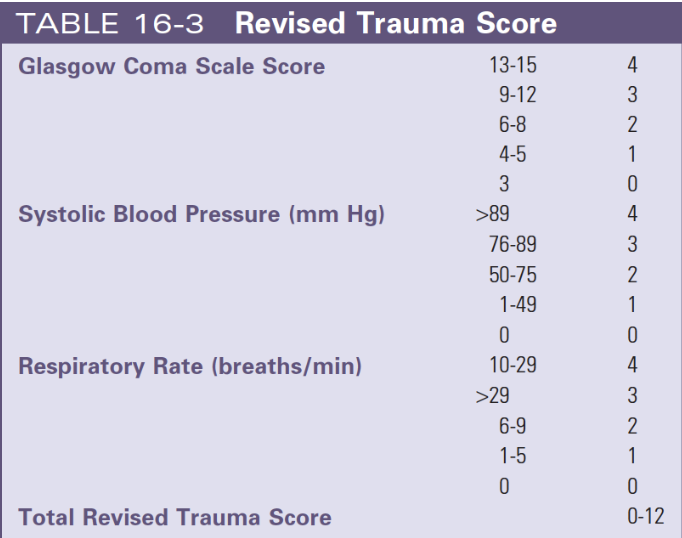 TABLE 16-3 Revised Trauma Score
Glasgow Coma Scale Score 13-15 4
9-12 3
6-8 2
4-5 1
3 0
Systolic Blood Pressure (mm Hg) >89 4
76-89 3
50-75 2
1-49 1
0 0
Respiratory Rate (breaths/min) 10-29 4
>29 3
6-9 2
1-5 1
0 0
Total Revised Trauma Score 0-12